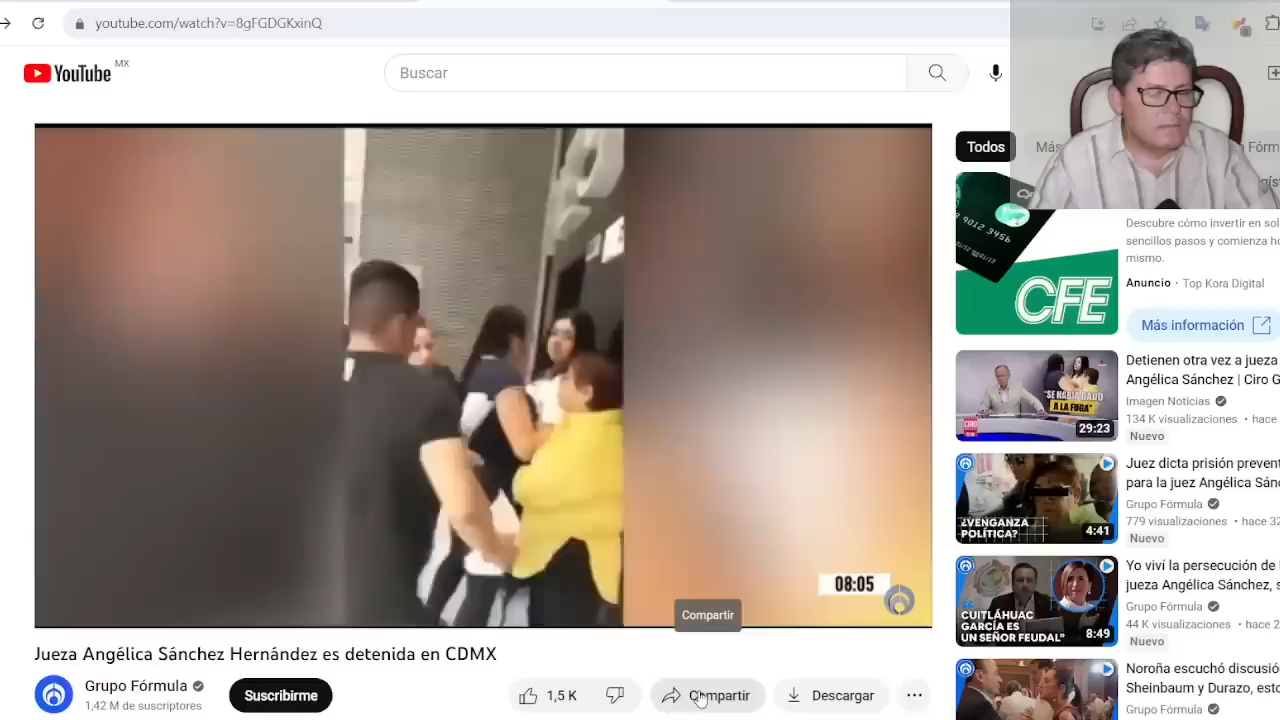 youtube.com/watch?v=8gFGDGKxinQ
YouTube MX
Buscar
08:05
Compartir
Jueza Angélica Sánchez Hernández es detenida en CDMX
Grupo Fórmula
1,42 M de suscriptores
Suscribirme
1,5 K
Compartir
Descargar
Todos
Más
Fórm
9012 3456
CFE
Descubre cómo invertir en sol
sencillos pasos y comienza ho
mismo.
Anuncio · Top Kora Digital
Más información
"SE HABÍA DADO
A LA FUGA"
29:23
Detienen otra vez a jueza
Angélica Sánchez | Ciro G
Imagen Noticias
134 K visualizaciones • hace
Nuevo
¿VENGANZA
POLÍTICA?
4:41
Juez dicta prisión prevent
para la juez Angélica Sánc
Grupo Fórmula
779 visualizaciones • hace 32
Nuevo
CUITLÁHUAC
GARCÍA ES
UN SEÑOR FEUDAL"
8:49
Yo viví la persecución de l
jueza Angélica Sánchez, s
Grupo Fórmula
44 K visualizaciones • hace 2
Nuevo
Noroña escuchó discusió
Sheinbaum y Durazo, esto
Grupo Fórmula